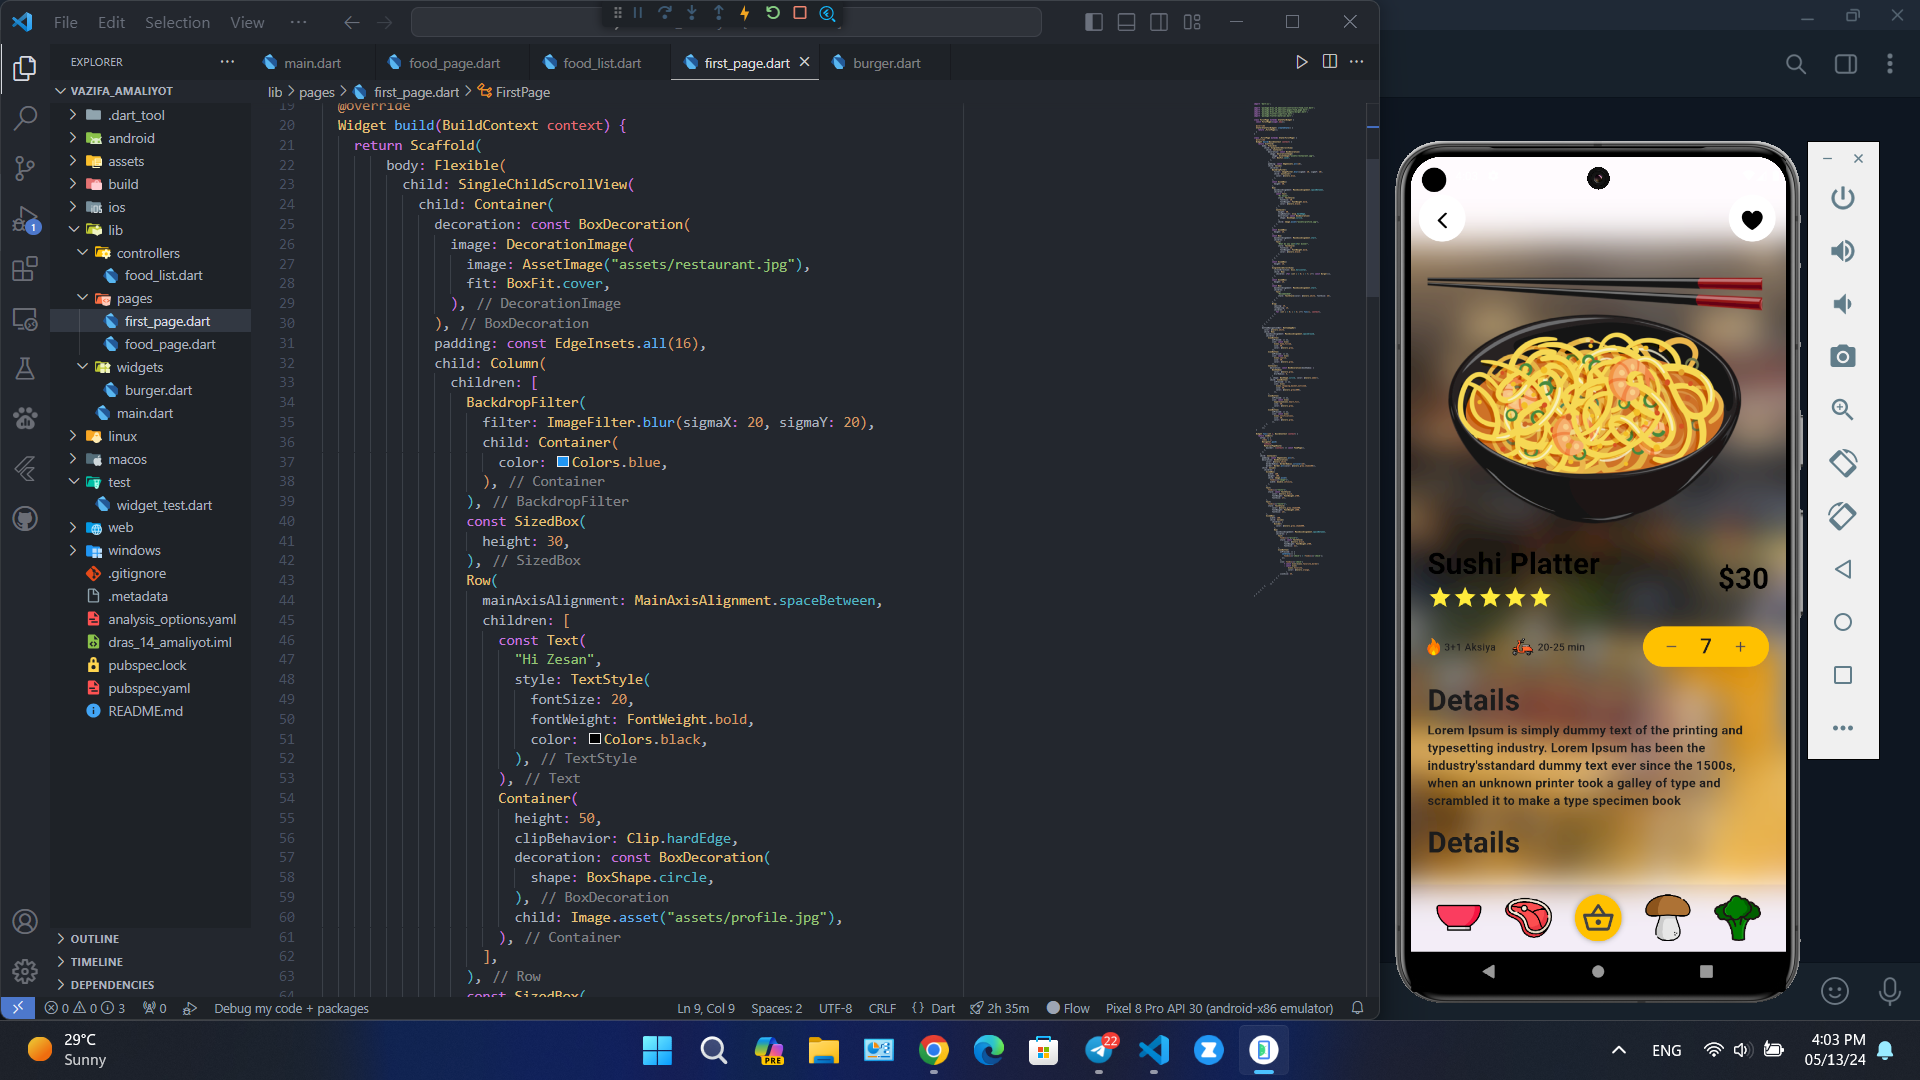 File Edit Selection View
EXPLORER
main.dart
food_page.dart
food_list.dart
first_page.dart
burger.dart
VAZIFA_AMALIYOT
lib > pages > first_page.dart > FirstPage
.dart_tool
android
assets
build
ios
lib
controllers
food_list.dart
pages
first_page.dart
food_page.dart
widgets
burger.dart
main.dart
linux
macos
test
widget_test.dart
web
windows
.gitignore
.metadata
analysis_options.yaml
dras_14_amaliyot.iml
pubspec.lock
pubspec.yaml
README.md
OUTLINE
TIMELINE
DEPENDENCIES
19 @override
20 Widget build(BuildContext context) {
21 return Scaffold(
22 body: Flexible(
23 child: SingleChildScrollView(
24 child: Container(
25 decoration: const BoxDecoration(
26 image: DecorationImage(
27 image: AssetImage("assets/restaurant.jpg"),
28 fit: BoxFit.cover,
29 ), // DecorationImage
30 ), // BoxDecoration
31 padding: const EdgeInsets.all(16),
32 child: Column(
33 children: [
34 BackdropFilter(
35 filter: ImageFilter.blur(sigmaX: 20, sigmaY: 20),
36 child: Container(
37 color: Colors.blue,
38 ), // Container
39 ), // BackdropFilter
40 const SizedBox(
41 height: 30,
42 ), // SizedBox
43 Row(
44 mainAxisAlignment: MainAxisAlignment.spaceBetween,
45 children: [
46 const Text(
47 "Hi Zesan",
48 style: TextStyle(
49 fontSize: 20,
50 fontWeight: FontWeight.bold,
51 color: Colors.black,
52 ), // TextStyle
53 ), // Text
54 Container(
55 height: 50,
56 clipBehavior: Clip.hardEdge,
57 decoration: const BoxDecoration(
58 shape: BoxShape.circle,
59 ), // BoxDecoration
60 child: Image.asset("assets/profile.jpg"),
61 ), // Container
62 ],
63 ), // Row
64 const SizedBox(
Sushi Platter
$30
3+1 Aksiya
20-25 min
− 7 +
Details
Lorem Ipsum is simply dummy text of the printing and
typesetting industry. Lorem Ipsum has been the
industry'sstandard dummy text ever since the 1500s,
when an unknown printer took a galley of type and
scrambled it to make a type specimen book
Details
1
0 0 3 0 Debug my code + packages
Ln 9, Col 9 Spaces: 2 UTF-8 CRLF { } Dart 2h 35m Flow Pixel 8 Pro API 30 (android-x86 emulator)
29°C
Sunny
PRE
22
ENG
4:03 PM
05/13/24